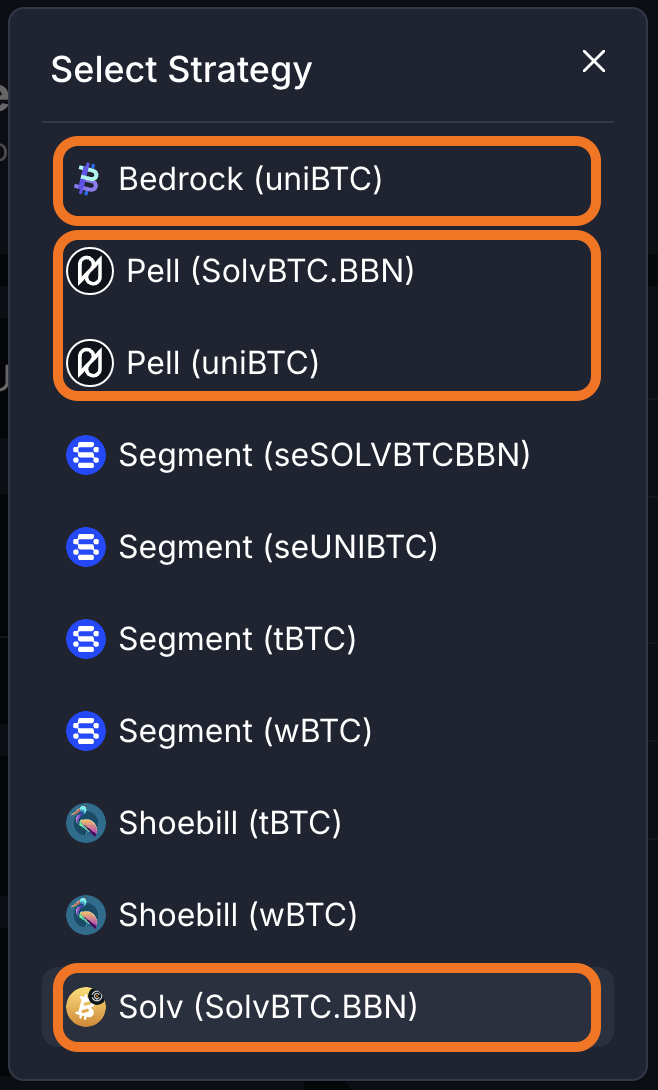 Select Strategy
Bedrock (uniBTC)
Pell (SolvBTC.BBN)
Pell (uniBTC)
Segment (seSOLVBTCBBN)
Segment (seUNIBTC)
Segment (tBTC)
Segment (wBTC)
Shoebill (tBTC)
Shoebill (wBTC)
Solv (SolvBTC.BBN)